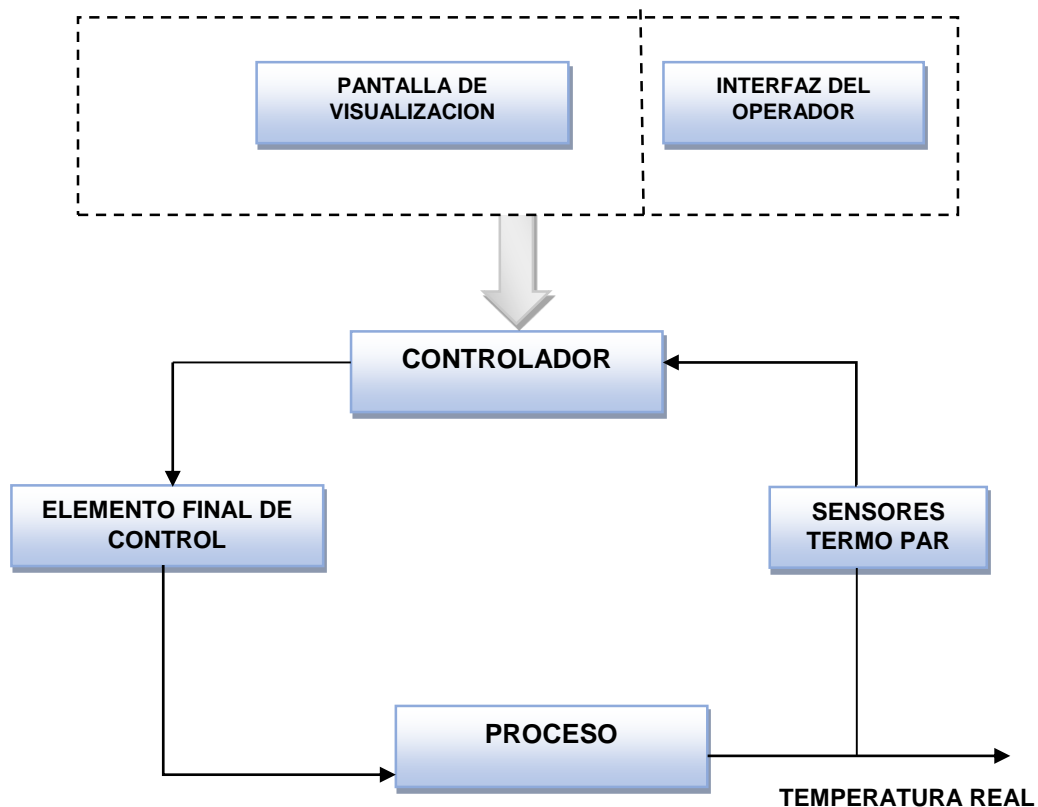 PANTALLA DE
VISUALIZACION
INTERFAZ DEL
OPERADOR
CONTROLADOR
ELEMENTO FINAL DE
CONTROL
SENSORES
TERMO PAR
PROCESO
TEMPERATURA REAL